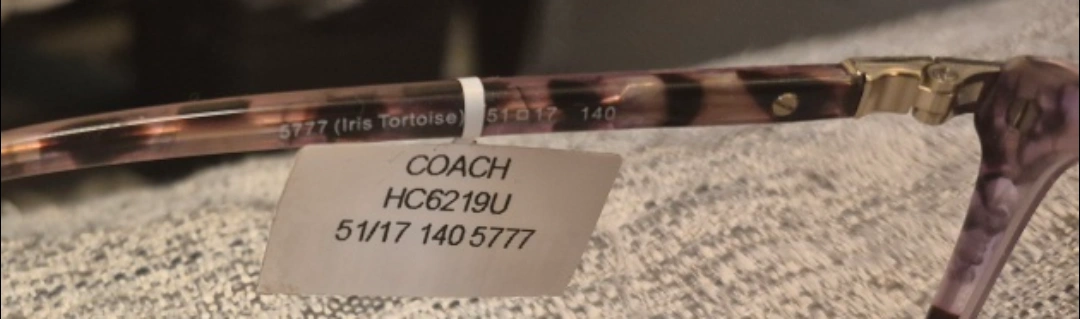 5777 (Iris Tortoise) 51□17 140
COACH
HC6219U
51/17 140 5777